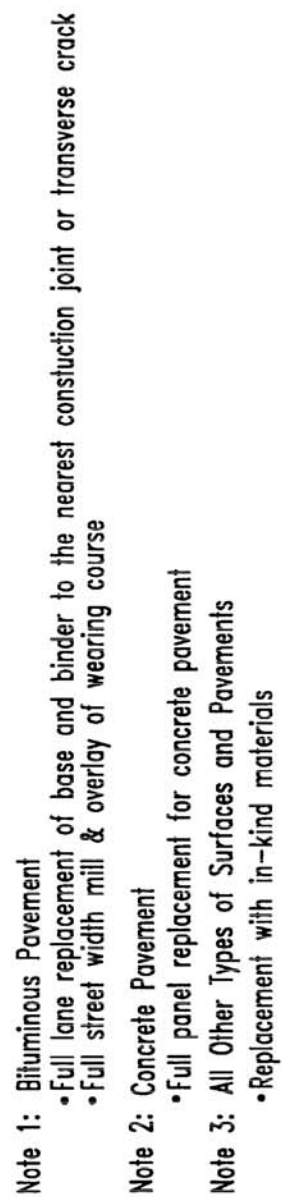 Note 1: Bituminous Pavement
•Full lane replacement of base and binder to the nearest constuction joint or transverse crack
•Full street width mill & overlay of wearing course
Note 2: Concrete Pavement
•Full panel replacement for concrete pavement
Note 3: All Other Types of Surfaces and Pavements
•Replacement with in-kind materials